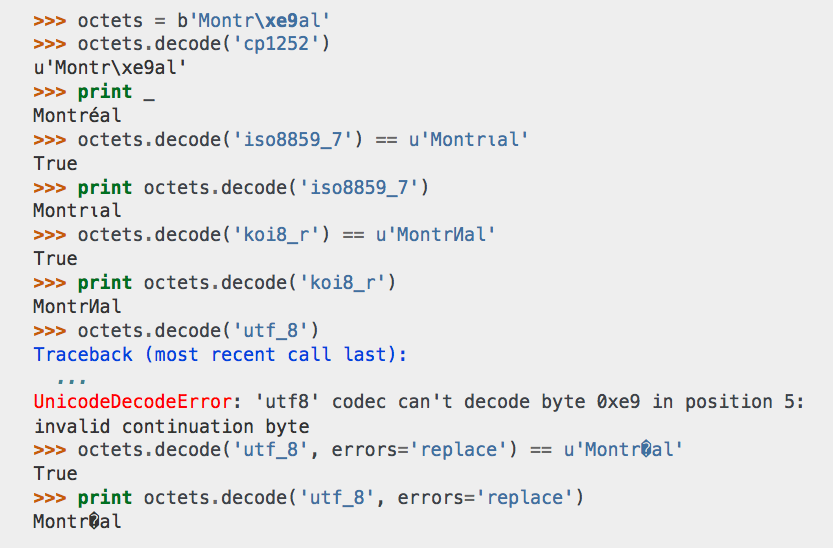 >>> octets = b'Montr\xe9al'
>>> octets.decode('cp1252')
u'Montr\xe9al'
>>> print _
Montréal
>>> octets.decode('iso8859_7') == u'Montrιal'
True
>>> print octets.decode('iso8859_7')
Montrιal
>>> octets.decode('koi8_r') == u'MontrИal'
True
>>> print octets.decode('koi8_r')
MontrИal
>>> octets.decode('utf_8')
Traceback (most recent call last):
  ...
UnicodeDecodeError: 'utf8' codec can't decode byte 0xe9 in position 5:
invalid continuation byte
>>> octets.decode('utf_8', errors='replace') == u'Montr�al'
True
>>> print octets.decode('utf_8', errors='replace')
Montr�al